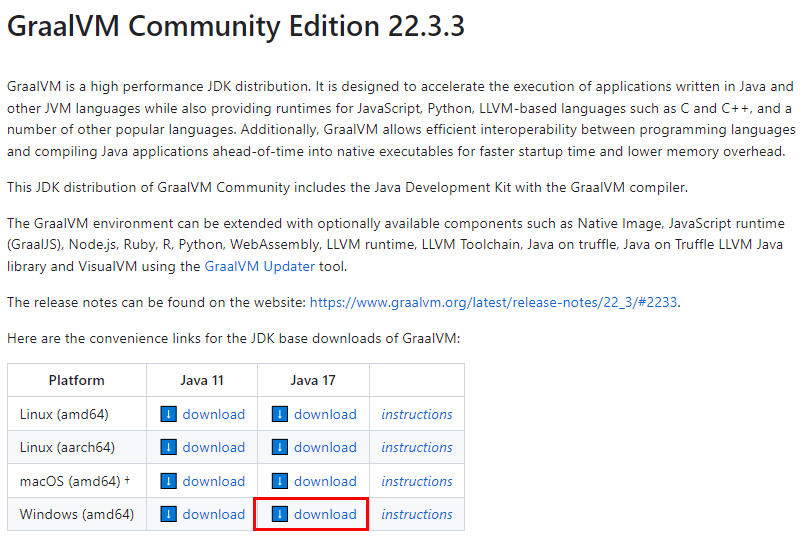 GraalVM Community Edition 22.3.3
GraalVM is a high performance JDK distribution. It is designed to accelerate the execution of applications written in Java and
other JVM languages while also providing runtimes for JavaScript, Python, LLVM-based languages such as C and C++, and a
number of other popular languages. Additionally, GraalVM allows efficient interoperability between programming languages
and compiling Java applications ahead-of-time into native executables for faster startup time and lower memory overhead.
This JDK distribution of GraalVM Community includes the Java Development Kit with the GraalVM compiler.
The GraalVM environment can be extended with optionally available components such as Native Image, JavaScript runtime
(GraalJS), Node.js, Ruby, R, Python, WebAssembly, LLVM runtime, LLVM Toolchain, Java on truffle, Java on Truffle LLVM Java
library and VisualVM using the GraalVM Updater tool.
The release notes can be found on the website: https://www.graalvm.org/latest/release-notes/22_3/#2233.
Here are the convenience links for the JDK base downloads of GraalVM:
Platform Java 11 Java 17
Linux (amd64) ⬇️ download ⬇️ download instructions
Linux (aarch64) ⬇️ download ⬇️ download instructions
macOS (amd64) † ⬇️ download ⬇️ download instructions
Windows (amd64) ⬇️ download ⬇️ download instructions